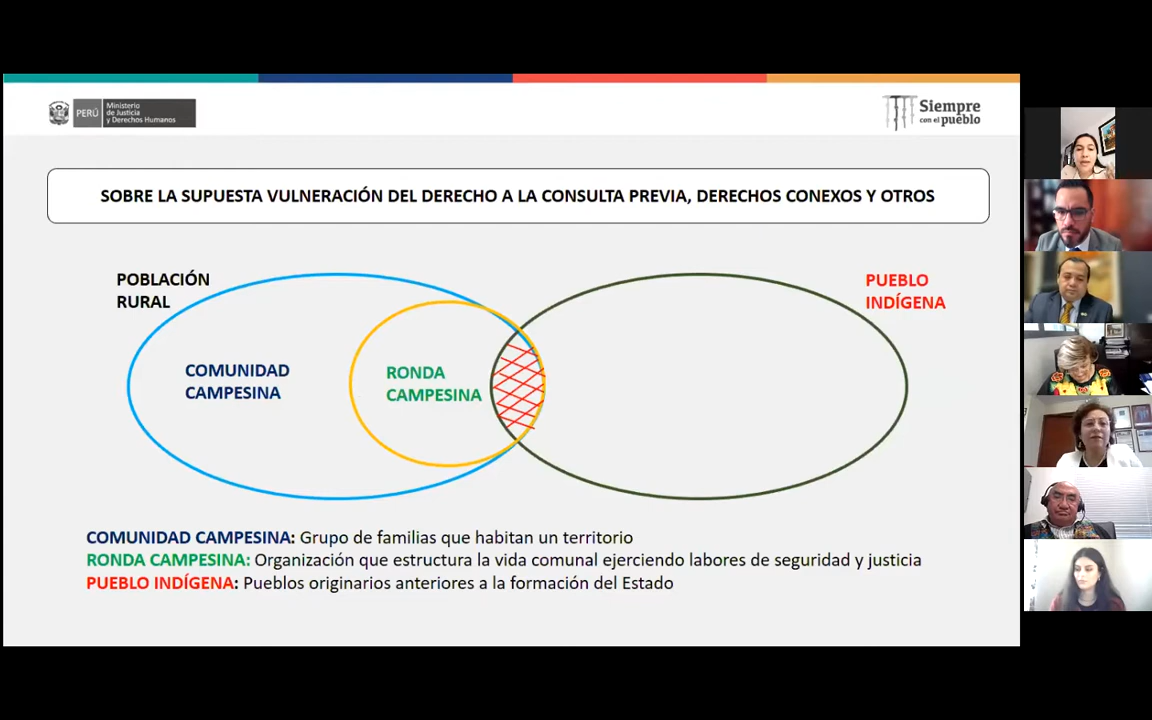 PERÚ
Ministerio
de Justicia
y Derechos Humanos
Siempre
con el pueblo
SOBRE LA SUPUESTA VULNERACIÓN DEL DERECHO A LA CONSULTA PREVIA, DERECHOS CONEXOS Y OTROS
POBLACIÓN
RURAL
PUEBLO
INDÍGENA
COMUNIDAD
CAMPESINA
RONDA
CAMPESINA
COMUNIDAD CAMPESINA: Grupo de familias que habitan un territorio
RONDA CAMPESINA: Organización que estructura la vida comunal ejerciendo labores de seguridad y justicia
PUEBLO INDÍGENA: Pueblos originarios anteriores a la formación del Estado